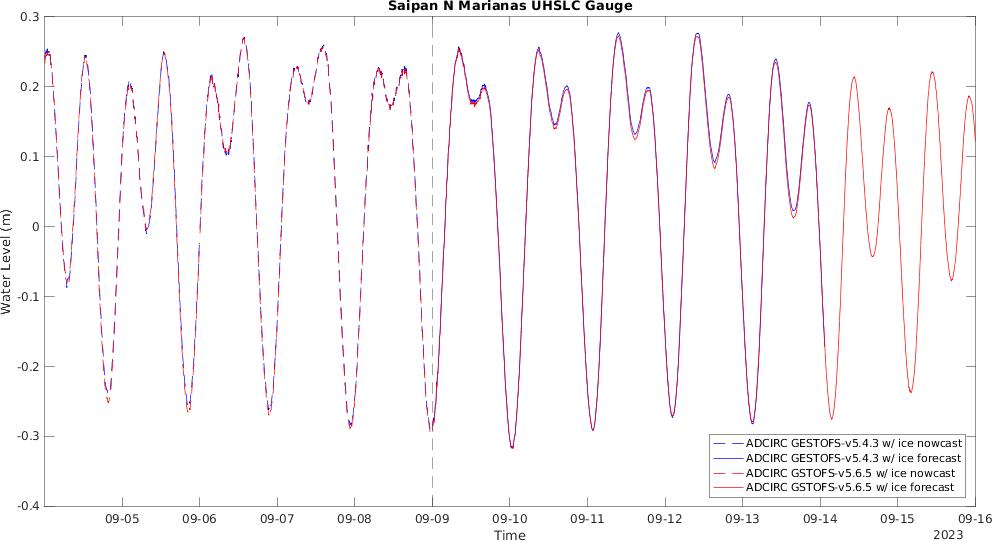 Saipan N Marianas UHSLC Gauge
0.3
0.2
0.1
0
-0.1
-0.2
-0.3
-0.4
Water Level (m)
ADCIRC GESTOFS-v5.4.3 w/ ice nowcast
ADCIRC GESTOFS-v5.4.3 w/ ice forecast
ADCIRC GSTOFS-v5.6.5 w/ ice nowcast
ADCIRC GSTOFS-v5.6.5 w/ ice forecast
09-05 09-06 09-07 09-08 09-09 09-10 09-11 09-12 09-13 09-14 09-15 09-16
Time
2023